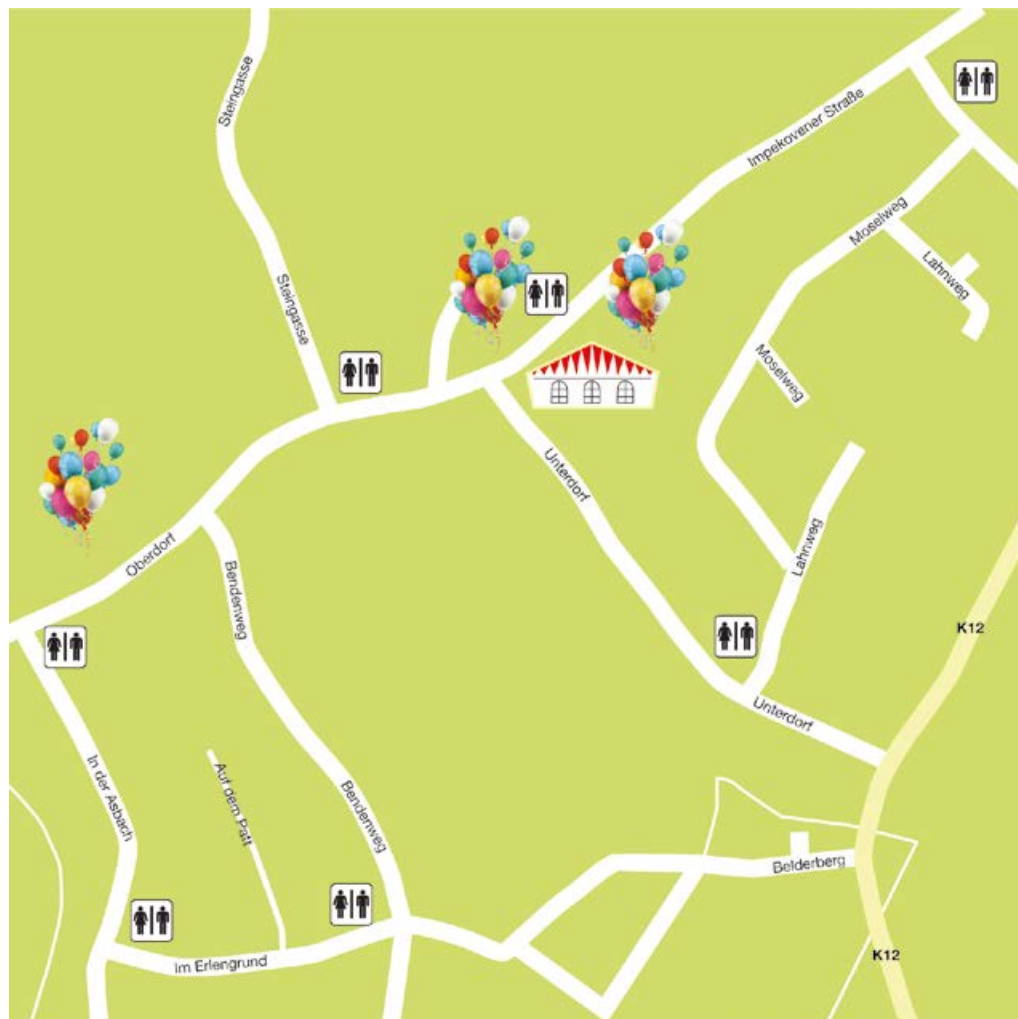 Steingasse
Impekovener Straße
Moselweg
Lahnweg
Steingasse
Moselweg
Unterdorf
Lahnweg
Oberdorf
Bendenweg
K12
Unterdorf
In der Asbach
Auf dem Patt
Bendenweg
Belderberg
Im Erlengrund
K12